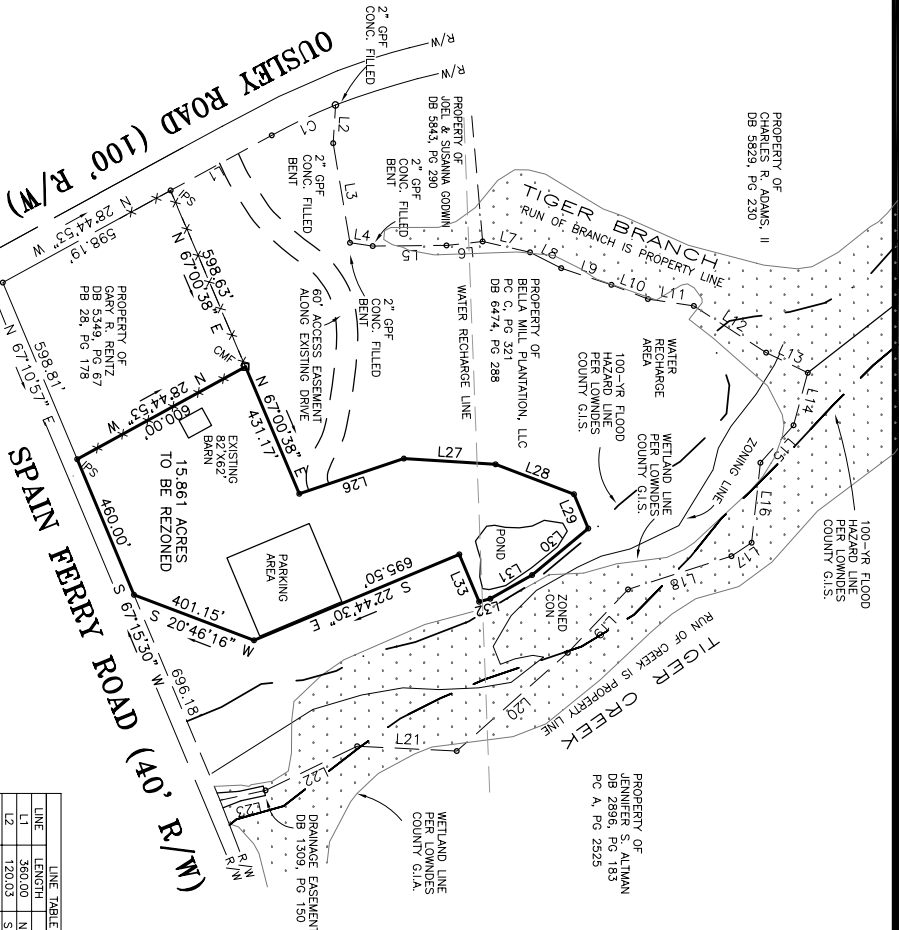 PROPERTY OF
CHARLES R. ADAMS, II
DB 5829, PG 230
2" GPF
CONC. FILLED
R/W
R/W
OUSLEY ROAD (100' R/W)
C1
L2
L1
L3
L4
L5
L6
PROPERTY OF
JOEL & SUSANNA GODWIN
DB 5843, PG 290
2" GPF
CONC. FILLED
BENT
2" GPF
CONC. FILLED
BENT
2" GPF
CONC. FILLED
BENT
TIGER BRANCH
RUN OF BRANCH IS PROPERTY LINE
L7
L8
L9
L10
L11
L12
L13
L14
L15
L16
L17
L18
L19
L20
L21
L22
L23
WATER RECHARGE LINE
PROPERTY OF
BELLA MILL PLANTATION, LLC
PC C, PG 321
DB 6474, PG 288
WATER
RECHARGE
AREA
100-YR FLOOD
HAZARD LINE
PER LOWNDES
COUNTY G.I.S.
WETLAND LINE
PER LOWNDES
COUNTY G.I.S.
ZONING LINE
100-YR FLOOD
HAZARD LINE
PER LOWNDES
COUNTY G.I.S.
60' ACCESS EASEMENT
ALONG EXISTING DRIVE
IPS
N 28°44'53" W
598.19'
598.63'
N 67°00'38" E
CMF
N 67°00'38" E
431.17'
PROPERTY OF
GARY R. RENTZ
DB 5349, PG 67
PB 28, PG 178
598.81'
N 67°10'57" E
N 28°44'53" W
600.00'
IPS
EXISTING
82'X62'
BARN
15.861 ACRES
TO BE REZONED
PARKING
AREA
460.00'
401.15'
S 20°46'16" W
695.50'
S 22°44'30" E
L26
L27
L28
L29
L30
L31
L32
L33
POND
ZONED
CON
TIGER CREEK
RUN OF CREEK IS PROPERTY LINE
S 67°15'30" W
696.18
SPAIN FERRY ROAD (40' R/W)
R/W
R/W
DRAINAGE EASEMENT
DB 1309, PG 150
WETLAND LINE
PER LOWNDES
COUNTY G.I.A.
PROPERTY OF
JENNIFER S. ALTMAN
DB 2896, PG 183
PC A, PG 2525
LINE TABLE
LINE LENGTH
L1 360.00 N
L2 120.03 S